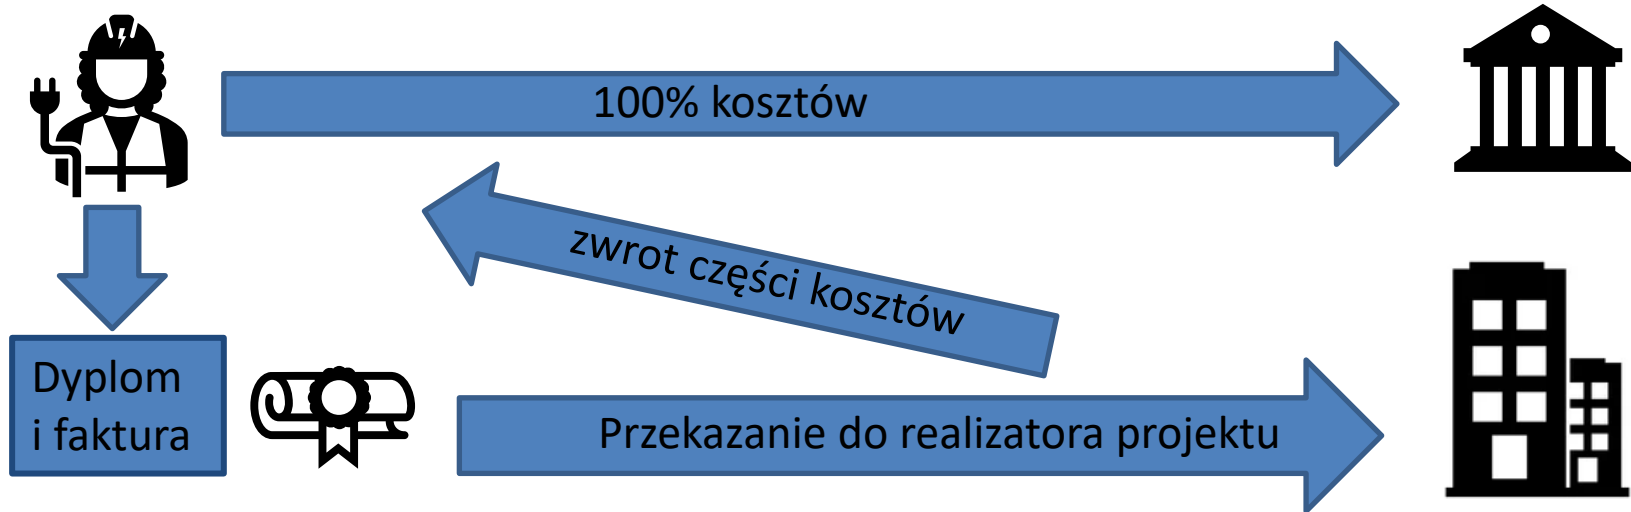 100% kosztów
zwrot części kosztów
Dyplom
i faktura
Przekazanie do realizatora projektu